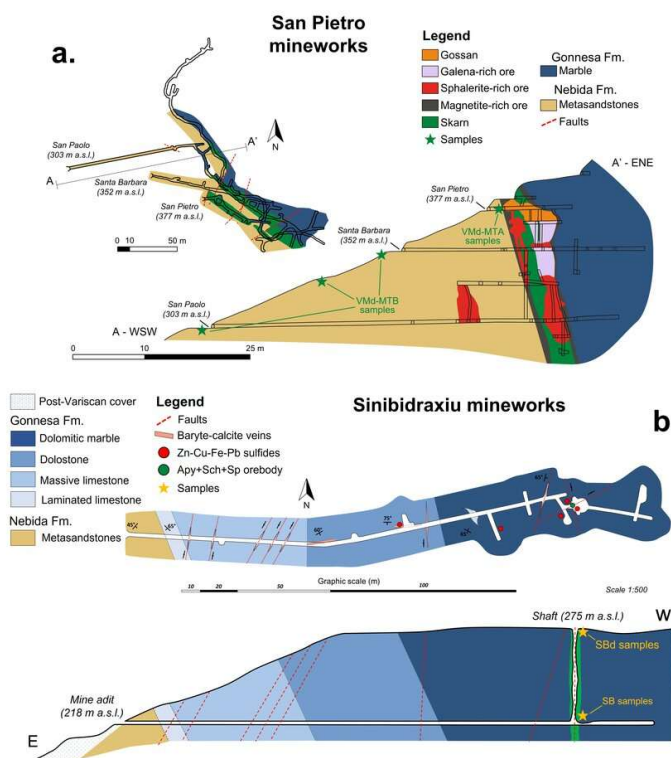 San Pietro
mineworks
a.
Legend
Gossan
Galena-rich ore
Sphalerite-rich ore
Magnetite-rich ore
Skarn
Samples
Gonnesa Fm.
Marble
Nebida Fm.
Metasandstones
Faults
A'
N
San Paolo
(303 m a.s.l.)
A
Santa Barbara
(352 m a.s.l.)
San Pietro
(377 m a.s.l.)
0 10 50 m
A' - ENE
San Pietro
(377 m a.s.l.)
VMd-MTA
samples
Santa Barbara
(352 m a.s.l.)
VMd-MTB
samples
San Paolo
(303 m a.s.l.)
A - WSW
0 10 25 m
Sinibidraxiu mineworks
b
Post-Variscan cover
Gonnesa Fm.
Dolomitic marble
Dolostone
Massive limestone
Laminated limestone
Nebida Fm.
Metasandstones
Legend
Faults
Baryte-calcite veins
Zn-Cu-Fe-Pb sulfides
Apy+Sch+Sp orebody
Samples
N
45°
75°
Graphic scale (m)
10 20 50 100
Scale 1:500
Shaft (275 m a.s.l.)
W
SBd samples
Mine adit
(218 m a.s.l.)
SB samples
E